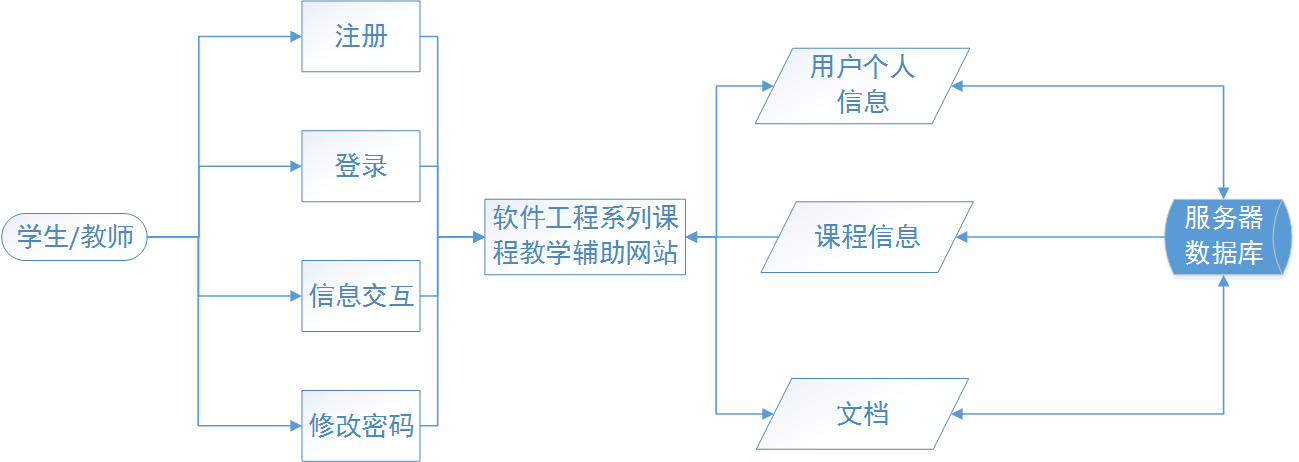 注册
登录
学生/教师
信息交互
修改密码
软件工程系列课
程教学辅助网站
用户个人
信息
课程信息
文档
服务器
数据库